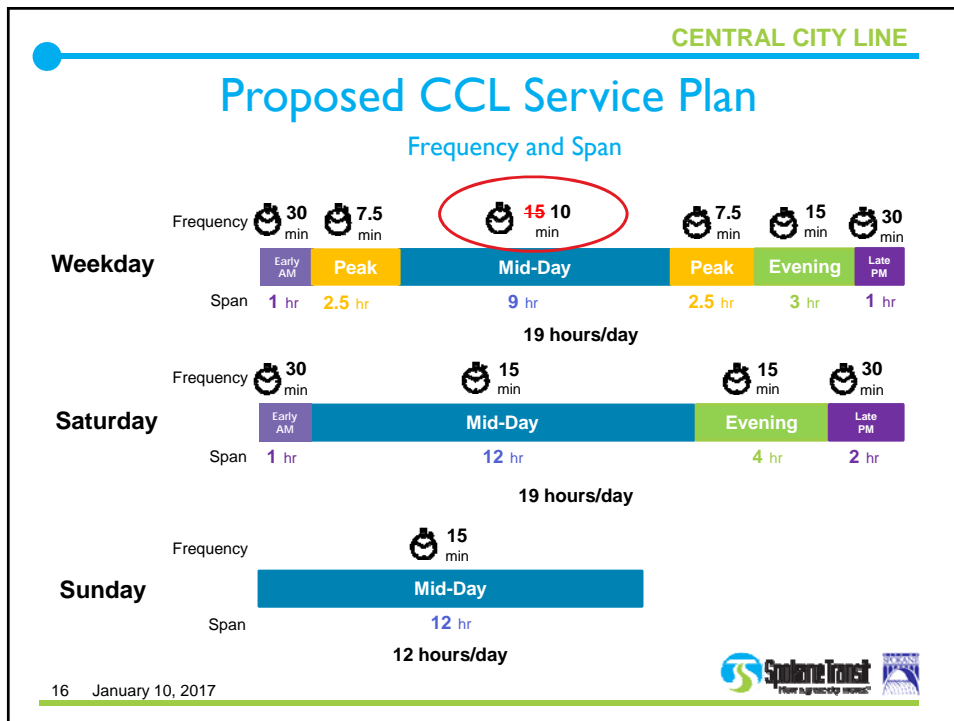 CENTRAL CITY LINE
Proposed CCL Service Plan
Frequency and Span
Frequency 30 min 7.5 min 15 10 min 7.5 min 15 min 30 min
Weekday Early AM Peak Mid-Day Peak Evening Late PM
Span 1 hr 2.5 hr 9 hr 2.5 hr 3 hr 1 hr
19 hours/day
Frequency 30 min 15 min 15 min 30 min
Saturday Early AM Mid-Day Evening Late PM
Span 1 hr 12 hr 4 hr 2 hr
19 hours/day
Frequency 15 min
Sunday Mid-Day
Span 12 hr
12 hours/day
Spokane Transit
16 January 10, 2017